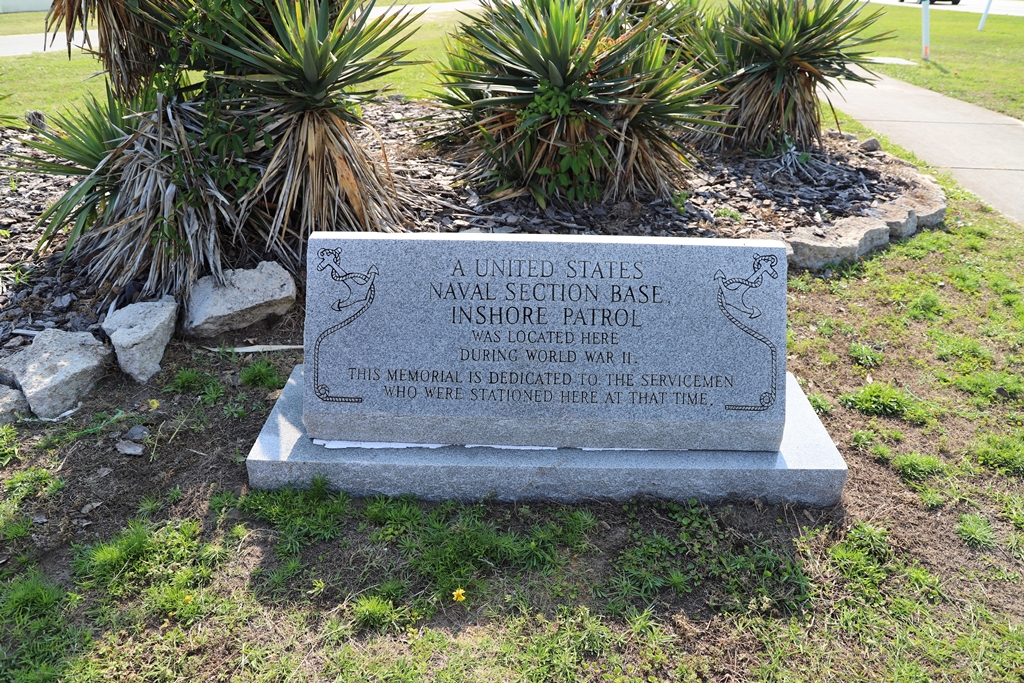 A UNITED STATES
NAVAL SECTION BASE,
INSHORE PATROL
WAS LOCATED HERE
DURING WORLD WAR II.
THIS MEMORIAL IS DEDICATED TO THE SERVICEMEN
WHO WERE STATIONED HERE AT THAT TIME.